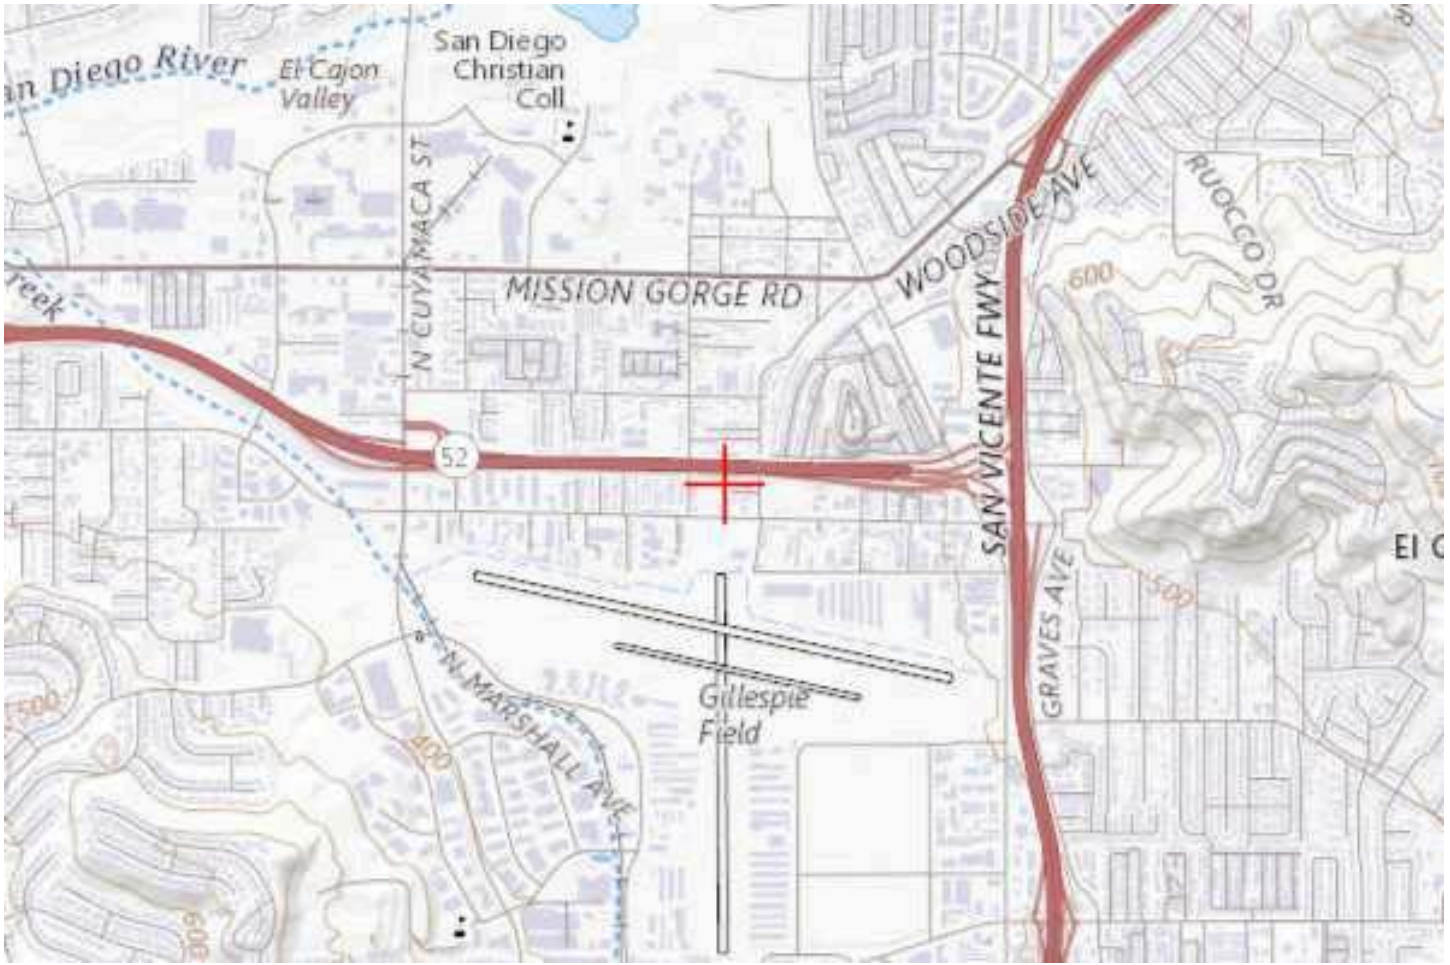 San Diego
Christian
Coll
an Diego River
El Cajon
Valley
N CUYAMACA ST
WOODSIDE AVE
RUOCCO DR
reek
MISSION GORGE RD
600
SAN VICENTE FWY
52
El C
500
GRAVES AVE
N MARSHALL AVE
Gillespie
Field
500
400
600